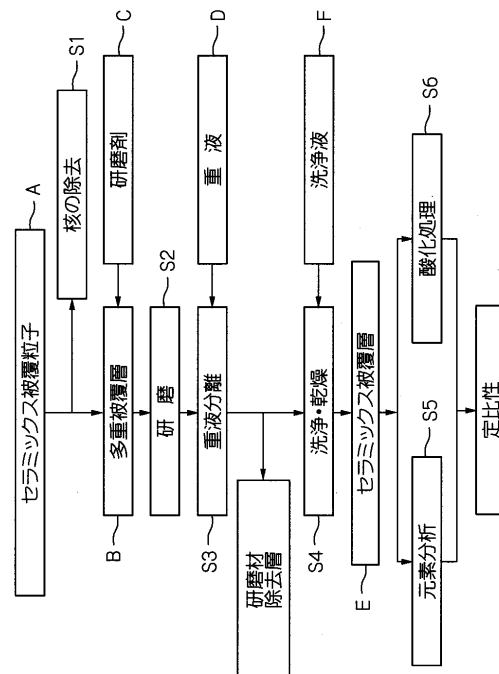 セラミックス被覆粒子
A
核の除去
S1
多重被覆層
B
研磨剤
C
研磨
S2
重液分離
S3
重液
D
研磨材
除去層
洗浄・乾燥
S4
洗浄液
F
セラミックス被覆層
E
元素分析
S5
酸化処理
S6
定比性